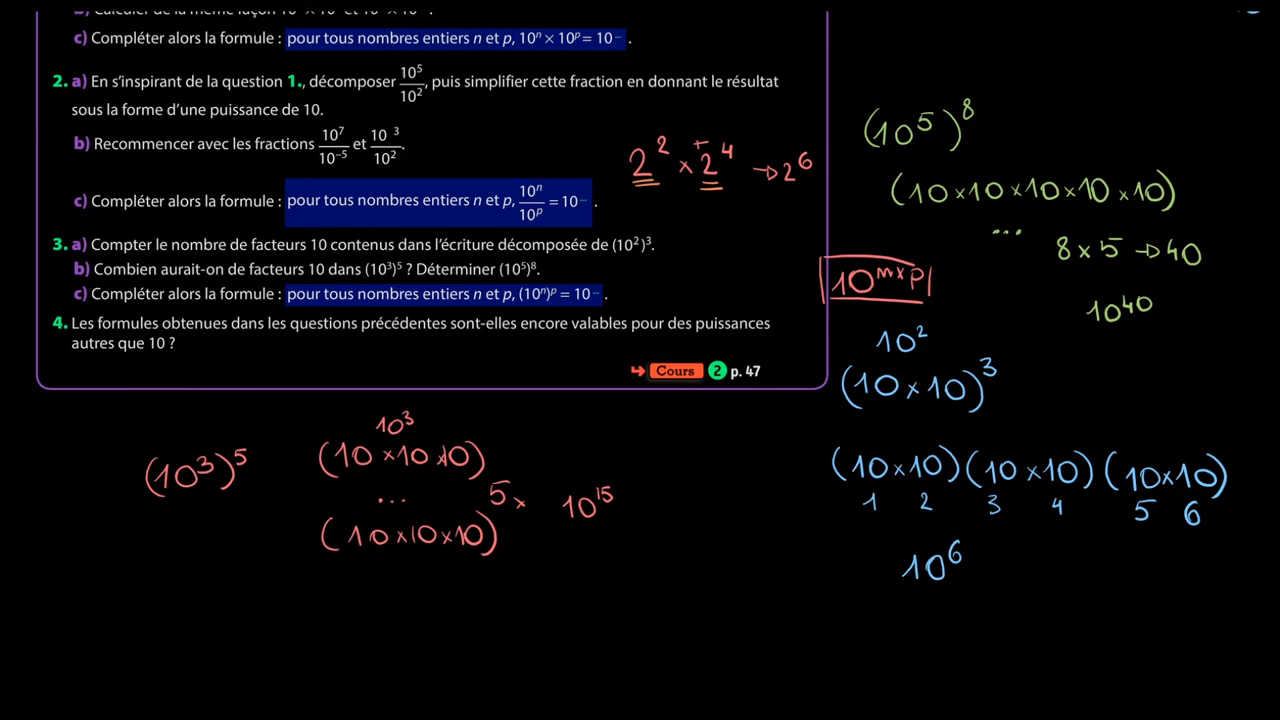 c) Compléter alors la formule : pour tous nombres entiers n et p, 10ⁿ × 10ᵖ = 10 ··· .
2. a) En s'inspirant de la question 1., décomposer 10⁵/10², puis simplifier cette fraction en donnant le résultat
sous la forme d'une puissance de 10.
b) Recommencer avec les fractions 10⁷/10⁻⁵ et 10 ³/10².
c) Compléter alors la formule : pour tous nombres entiers n et p, 10ⁿ/10ᵖ = 10 ··· .
3. a) Compter le nombre de facteurs 10 contenus dans l'écriture décomposée de (10²)³.
b) Combien aurait-on de facteurs 10 dans (10³)⁵ ? Déterminer (10⁵)⁸.
c) Compléter alors la formule : pour tous nombres entiers n et p, (10ⁿ)ᵖ = 10 ··· .
4. Les formules obtenues dans les questions précédentes sont-elles encore valables pour des puissances
autres que 10 ?
Cours 2 p. 47
2² × 2⁴ → 2⁶
+
(10⁵)⁸
(10×10×10×10×10)
...
8×5 → 40
10⁴⁰
10ᵐˣᵖ
10²
(10×10)³
(10×10)(10×10)(10×10)
1 2 3 4 5 6
10⁶
(10³)⁵
10³
(10×10×10)
...
5×
(10×10×10)
10¹⁵